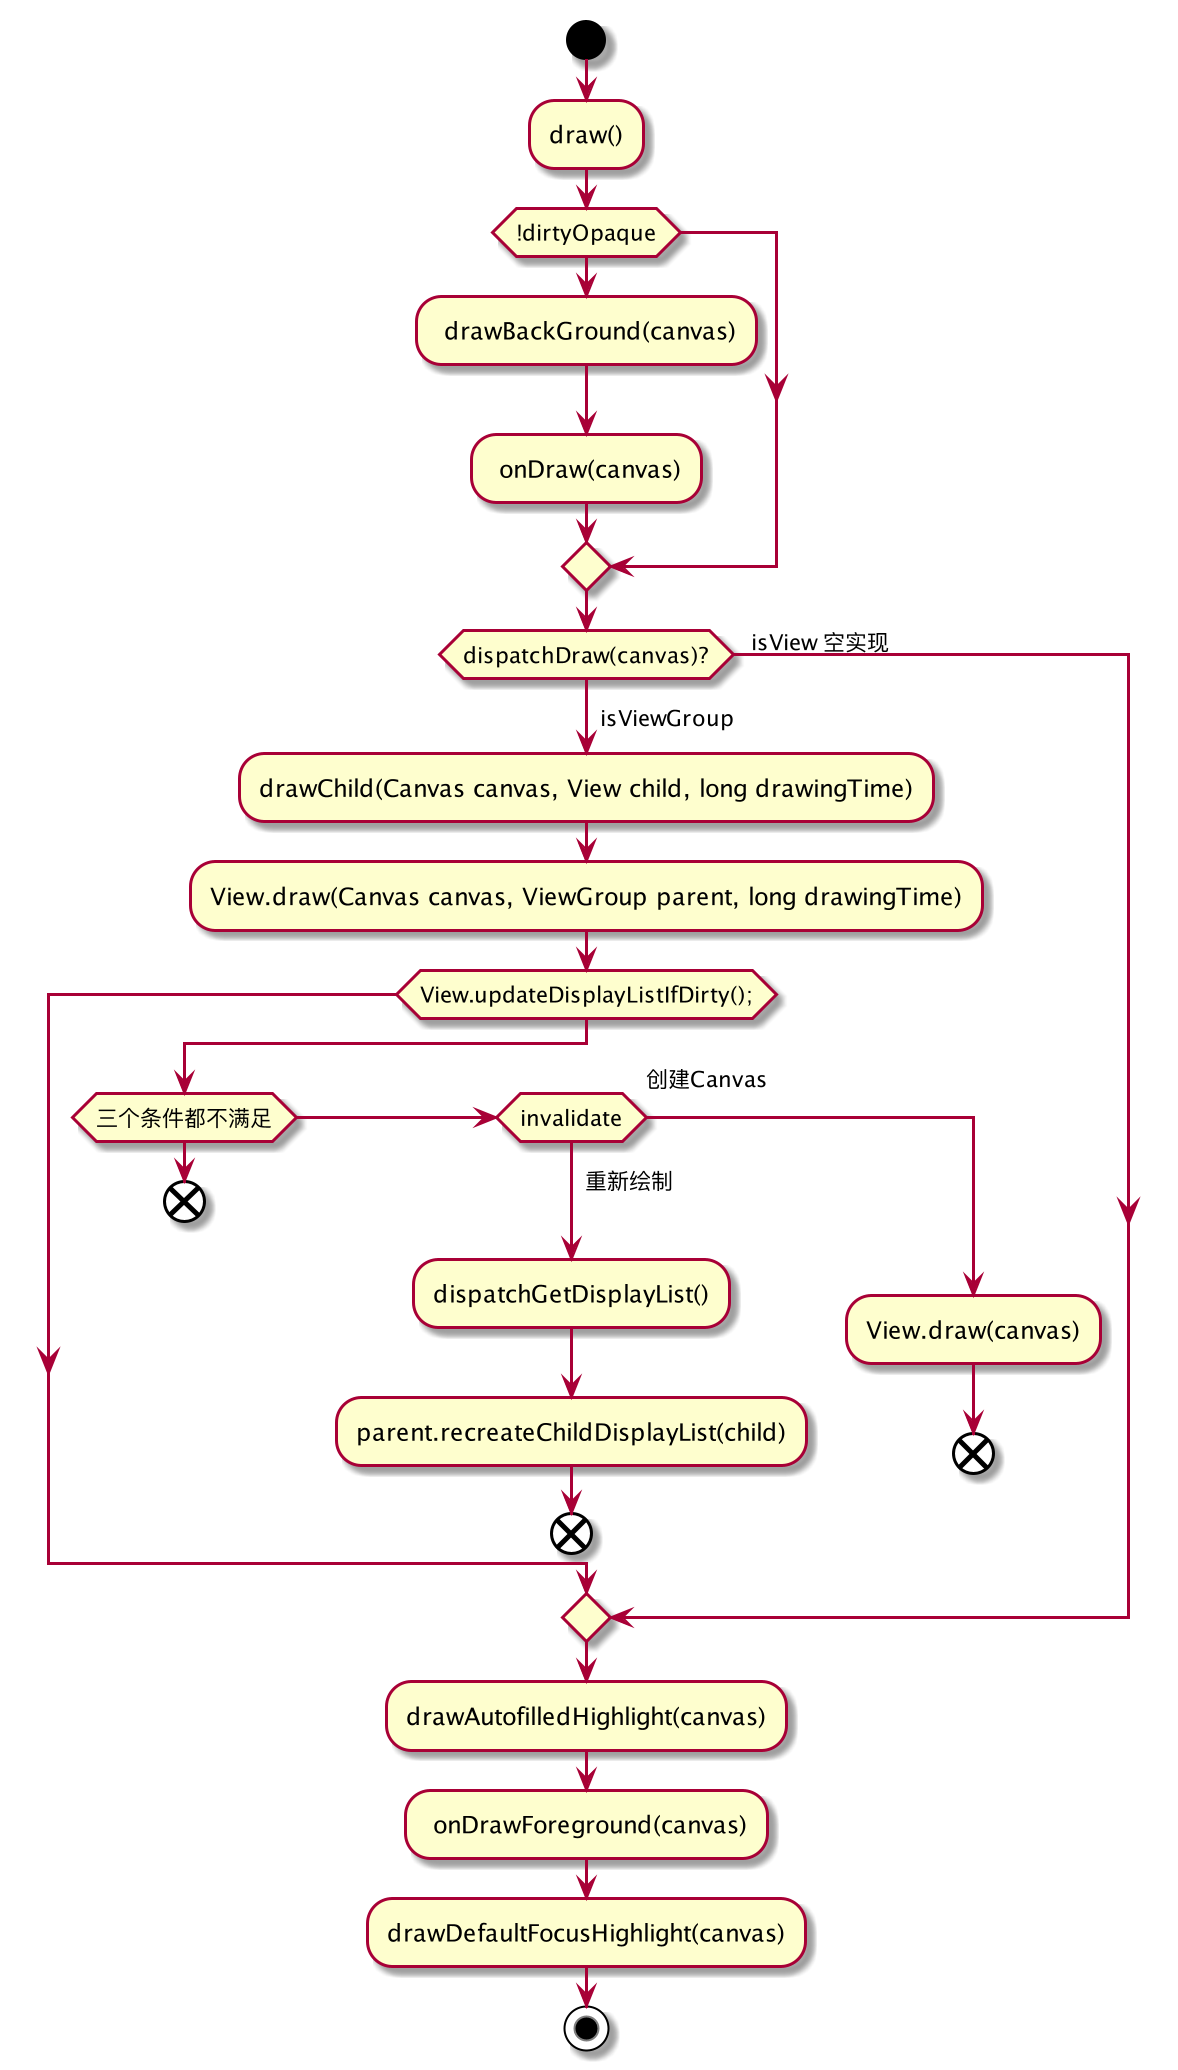 draw()
!dirtyOpaque
drawBackGround(canvas)
onDraw(canvas)
dispatchDraw(canvas)?
isView 空实现
isViewGroup
drawChild(Canvas canvas, View child, long drawingTime)
View.draw(Canvas canvas, ViewGroup parent, long drawingTime)
View.updateDisplayListIfDirty();
三个条件都不满足
invalidate
创建Canvas
重新绘制
dispatchGetDisplayList()
View.draw(canvas)
parent.recreateChildDisplayList(child)
drawAutofilledHighlight(canvas)
onDrawForeground(canvas)
drawDefaultFocusHighlight(canvas)